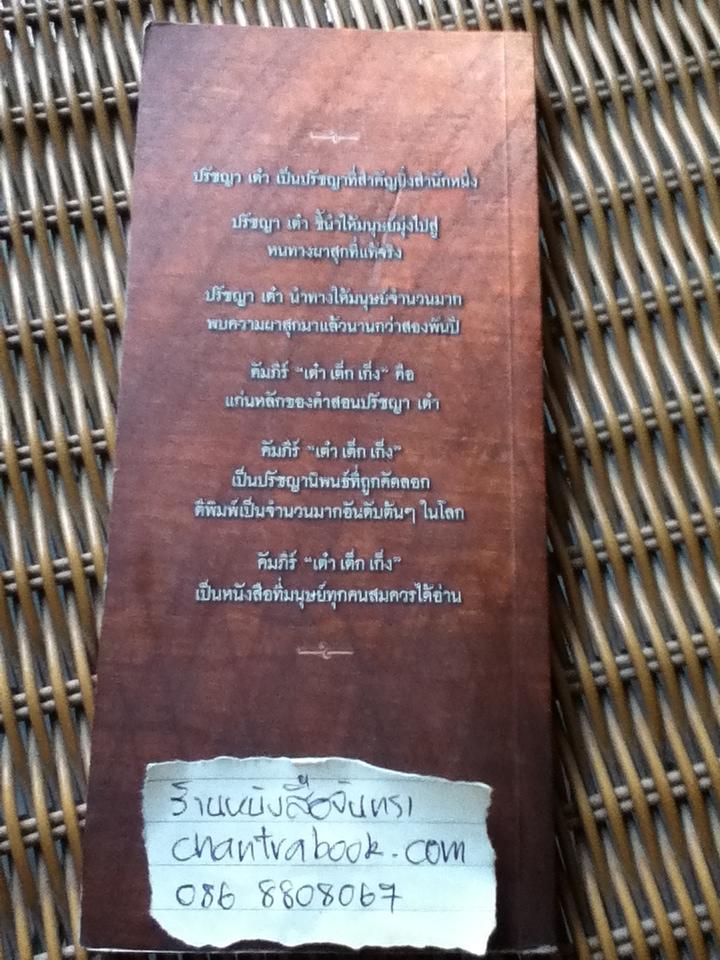 ปรัชญา เต๋า เป็นปรัชญาที่สำคัญยิ่งสำนักหนึ่ง
ปรัชญา เต๋า ชี้นำให้มนุษย์มุ่งไปสู่
หนทางผาสุกที่แท้จริง
ปรัชญา เต๋า นำทางให้มนุษย์จำนวนมาก
พบความผาสุกมาแล้วนานกว่าสองพันปี
คัมภีร์ “เต๋า เต็ก เก็ง” คือ
แก่นหลักของคำสอนปรัชญา เต๋า
คัมภีร์ “เต๋า เต็ก เก็ง”
เป็นปรัชญานิพนธ์ที่ถูกคัดลอก
ตีพิมพ์เป็นจำนวนมากอันดับต้นๆ ในโลก
คัมภีร์ “เต๋า เต็ก เก็ง”
เป็นหนังสือที่มนุษย์ทุกคนสมควรได้อ่าน
ร้านหนังสือจันทรา
chantrabook.com
086 8808067